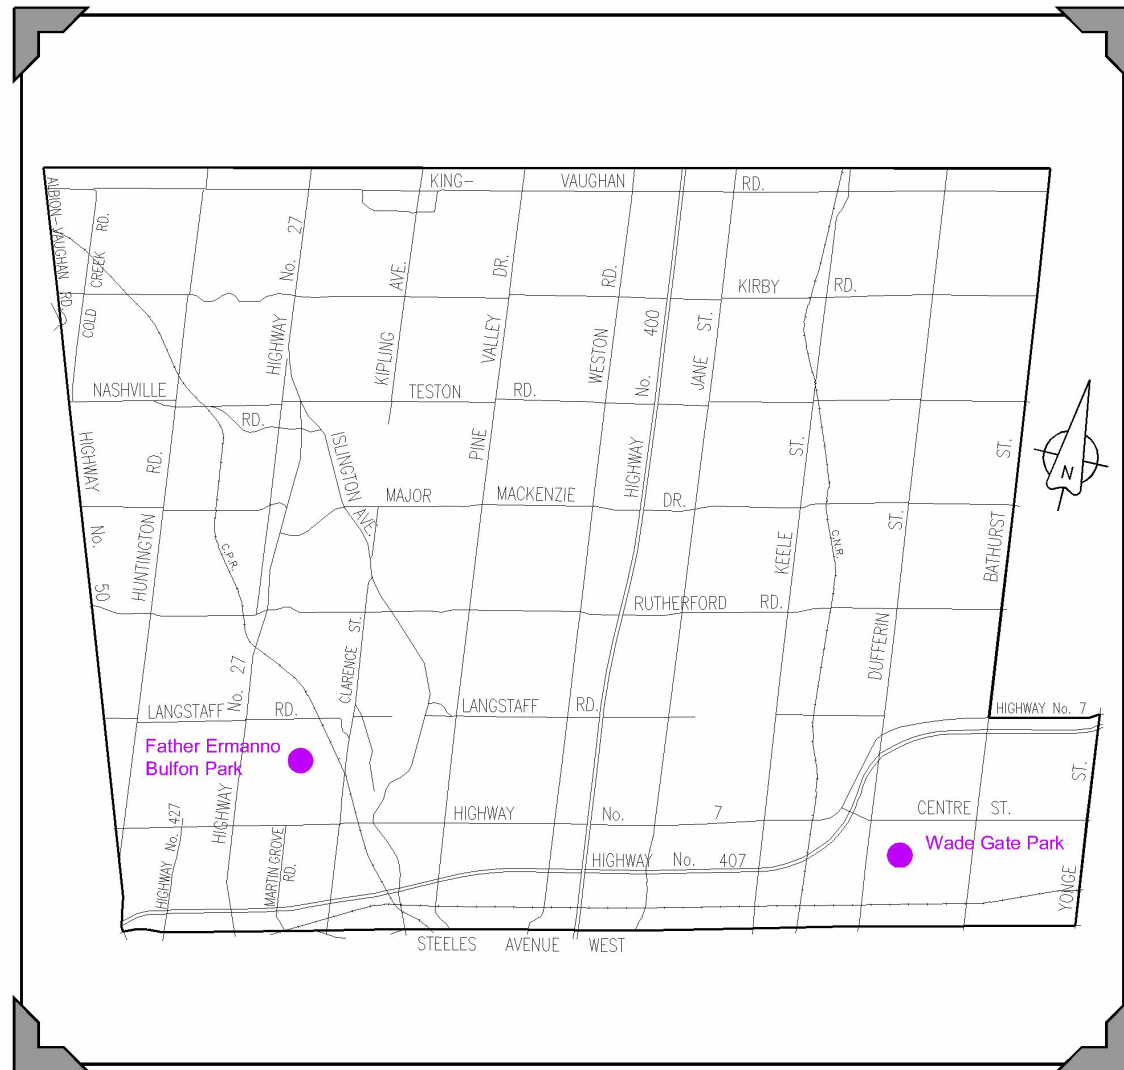 KING- VAUGHAN RD.
ALBION-VAUGHAN RD.
COLD CREEK RD.
HIGHWAY No. 27
KIPLING AVE.
PINE VALLEY DR.
WESTON RD.
HIGHWAY No. 400
JANE ST.
KIRBY RD.
NASHVILLE RD.
TESTON RD.
HIGHWAY No. 50
HUNTINGTON RD.
ISLINGTON AVE.
MAJOR MACKENZIE DR.
KEELE ST.
C.N.R.
C.P.R.
DUFFERIN ST.
BATHURST ST.
N
RUTHERFORD RD.
CLARENCE ST.
HIGHWAY No. 27
LANGSTAFF RD.
LANGSTAFF RD.
HIGHWAY No. 7
Father Ermanno
Bulfon Park
HIGHWAY No. 7
CENTRE ST.
Wade Gate Park
HIGHWAY No. 427
MARTIN GROVE
RD.
HIGHWAY No. 407
YONGE ST.
STEELES AVENUE WEST